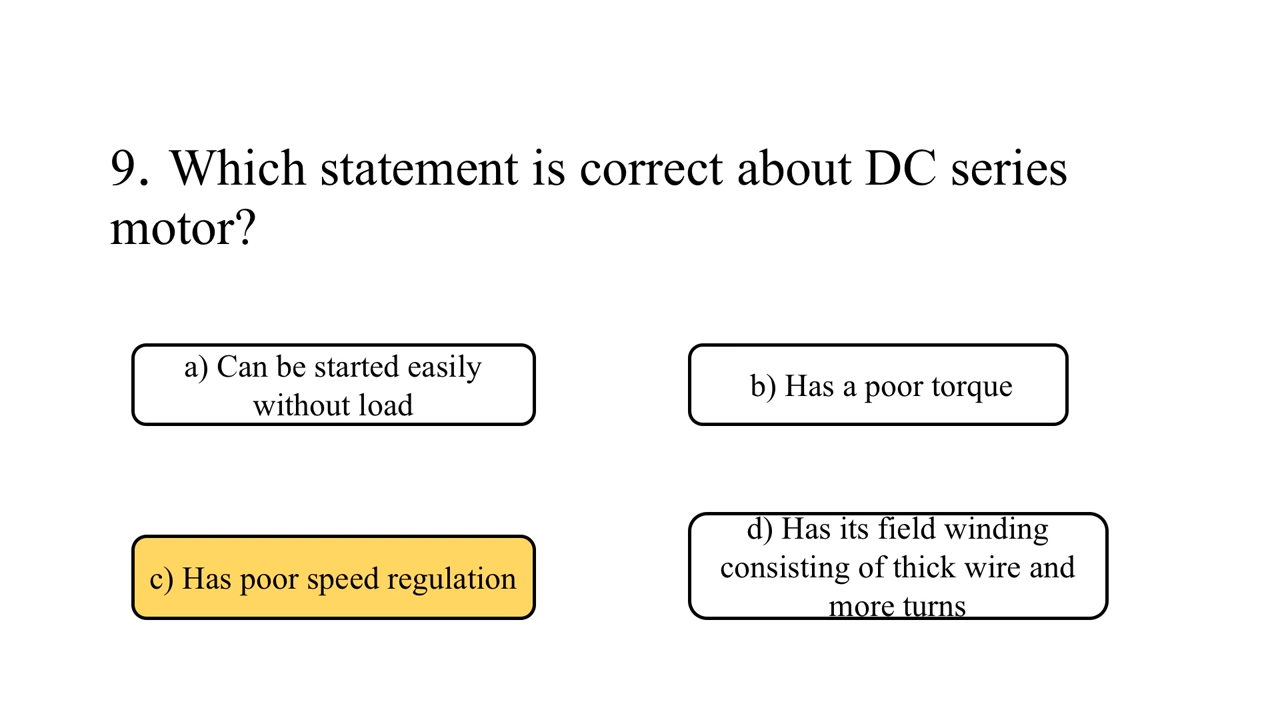 9. Which statement is correct about DC series
motor?
a) Can be started easily
without load
b) Has a poor torque
c) Has poor speed regulation
d) Has its field winding
consisting of thick wire and
more turns